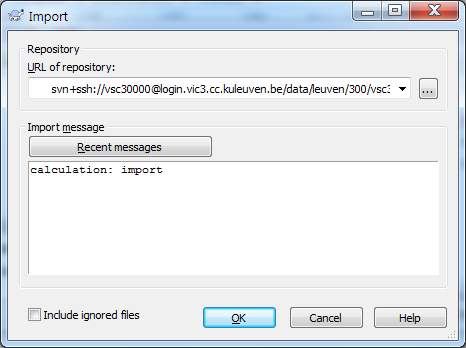 Import
Repository
URL of repository:
svn+ssh://vsc30000@login.vic3.cc.kuleuven.be/data/leuven/300/vsc3
...
Import message
Recent messages
calculation: import
Include ignored files
OK
Cancel
Help